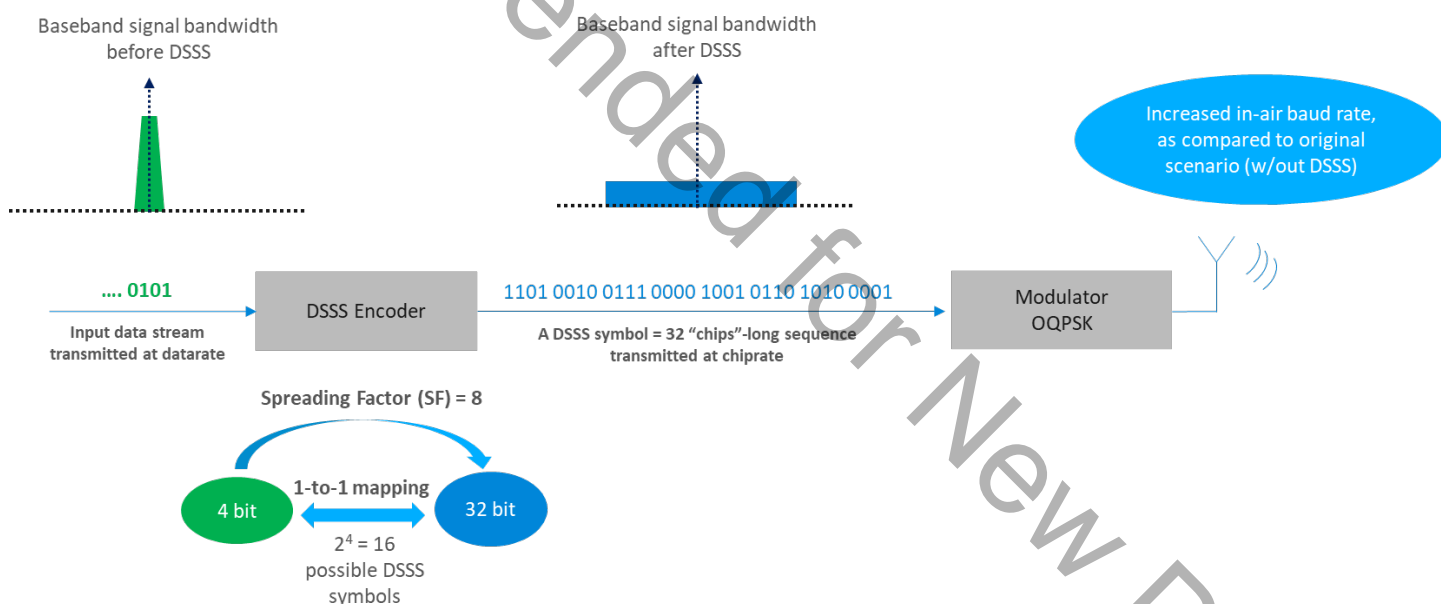 Baseband signal bandwidth
before DSSS
Baseband signal bandwidth
after DSSS
Increased in-air baud rate,
as compared to original
scenario (w/out DSSS)
.... 0101
Input data stream
transmitted at datarate
DSSS Encoder
1101 0010 0111 0000 1001 0110 1010 0001
A DSSS symbol = 32 “chips”-long sequence
transmitted at chiprate
Modulator
OQPSK
Spreading Factor (SF) = 8
4 bit
1-to-1 mapping
32 bit
2⁴ = 16
possible DSSS
symbols
for New